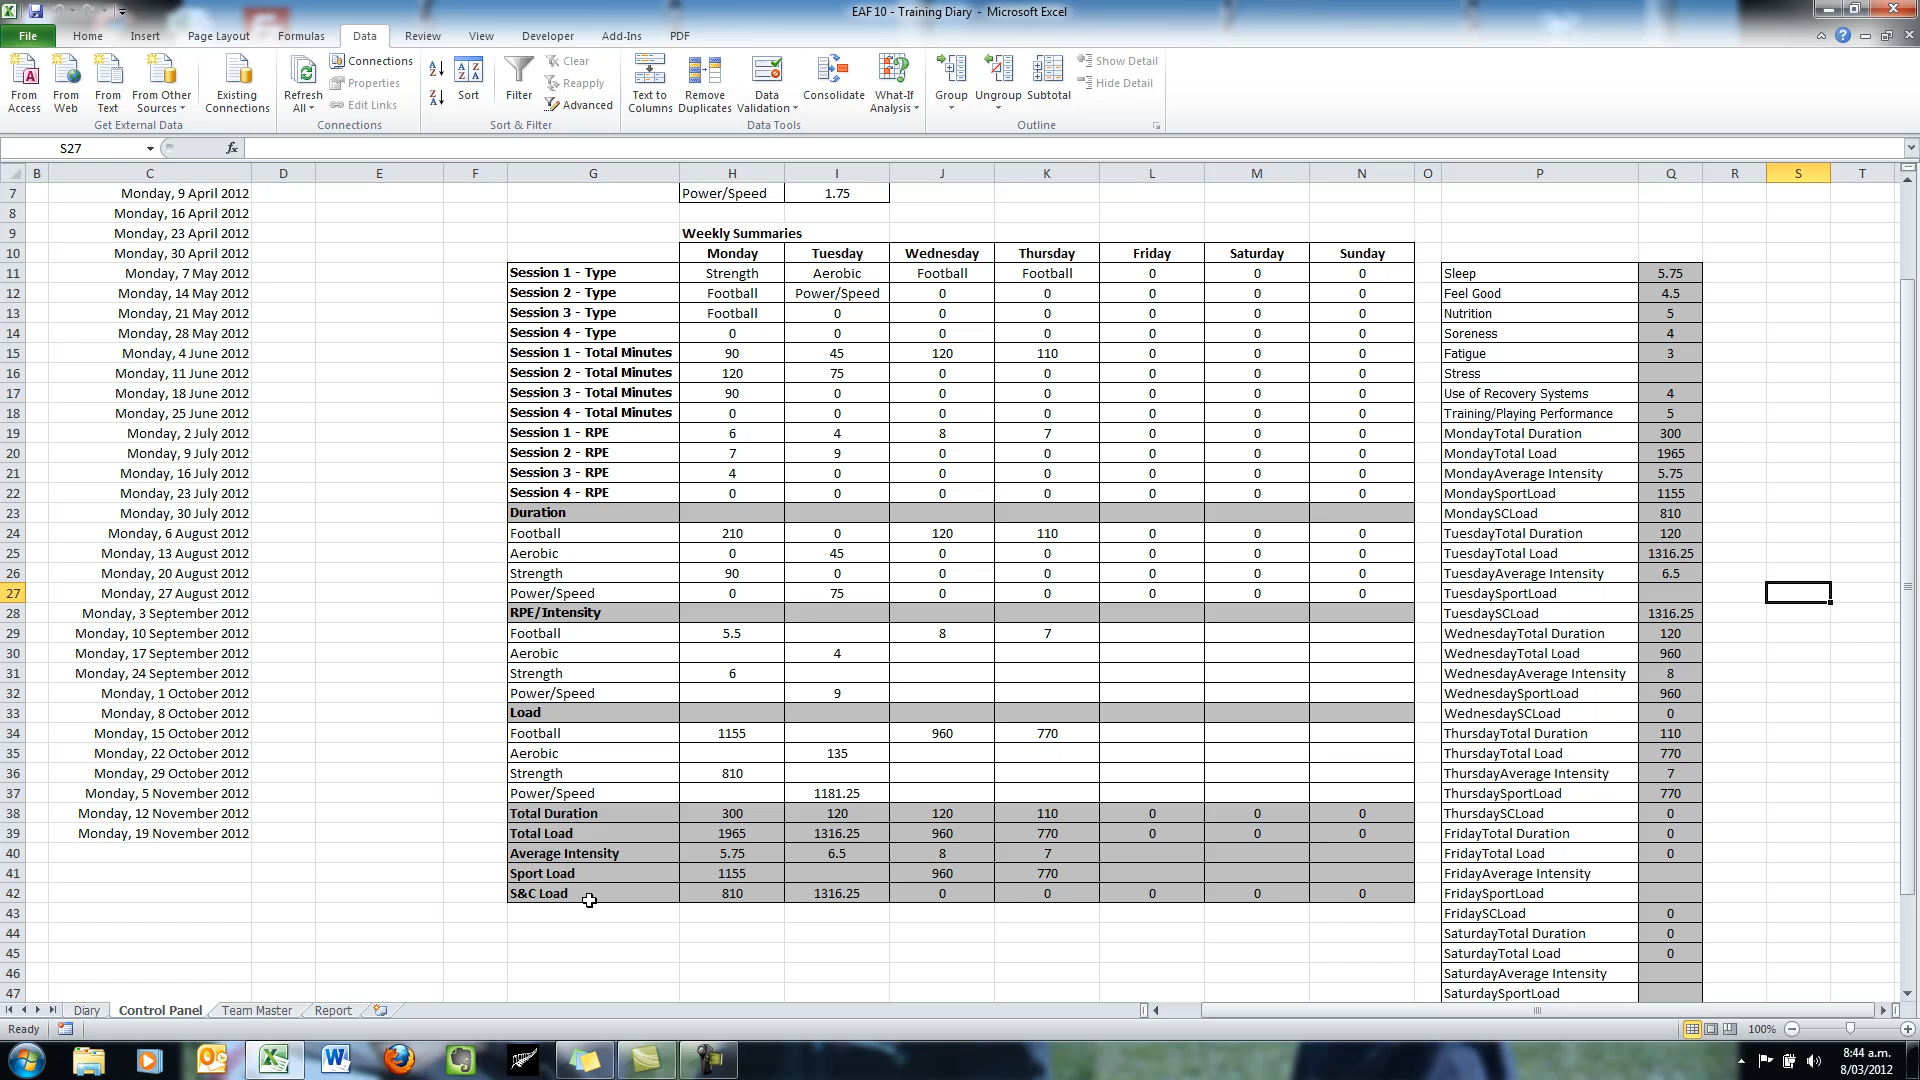 EAF 10 - Training Diary - Microsoft Excel
File Home Insert Page Layout Formulas Data Review View Developer Add-Ins PDF
From Access From Web From Text From Other Sources Existing Connections Refresh All Connections Properties Edit Links Sort Filter Clear Reapply Advanced Text to Columns Remove Duplicates Data Validation Consolidate What-If Analysis Group Ungroup Subtotal Show Detail Hide Detail
Get External Data Connections Sort & Filter Data Tools Outline
S27 fx
B C D E F G H I J K L M N O P Q R S T
7 Monday, 9 April 2012 Power/Speed 1.75
8 Monday, 16 April 2012
9 Monday, 23 April 2012 Weekly Summaries
10 Monday, 30 April 2012 Monday Tuesday Wednesday Thursday Friday Saturday Sunday
11 Monday, 7 May 2012 Session 1 - Type Strength Aerobic Football Football 0 0 0 Sleep 5.75
12 Monday, 14 May 2012 Session 2 - Type Football Power/Speed 0 0 0 0 0 Feel Good 4.5
13 Monday, 21 May 2012 Session 3 - Type Football 0 0 0 0 0 0 Nutrition 5
14 Monday, 28 May 2012 Session 4 - Type 0 0 0 0 0 0 0 Soreness 4
15 Monday, 4 June 2012 Session 1 - Total Minutes 90 45 120 110 0 0 0 Fatigue 3
16 Monday, 11 June 2012 Session 2 - Total Minutes 120 75 0 0 0 0 0 Stress
17 Monday, 18 June 2012 Session 3 - Total Minutes 90 0 0 0 0 0 0 Use of Recovery Systems 4
18 Monday, 25 June 2012 Session 4 - Total Minutes 0 0 0 0 0 0 0 Training/Playing Performance 5
19 Monday, 2 July 2012 Session 1 - RPE 6 4 8 7 0 0 0 MondayTotal Duration 300
20 Monday, 9 July 2012 Session 2 - RPE 7 9 0 0 0 0 0 MondayTotal Load 1965
21 Monday, 16 July 2012 Session 3 - RPE 4 0 0 0 0 0 0 MondayAverage Intensity 5.75
22 Monday, 23 July 2012 Session 4 - RPE 0 0 0 0 0 0 0 MondaySportLoad 1155
23 Monday, 30 July 2012 Duration MondaySCLoad 810
24 Monday, 6 August 2012 Football 210 0 120 110 0 0 0 TuesdayTotal Duration 120
25 Monday, 13 August 2012 Aerobic 0 45 0 0 0 0 0 TuesdayTotal Load 1316.25
26 Monday, 20 August 2012 Strength 90 0 0 0 0 0 0 TuesdayAverage Intensity 6.5
27 Monday, 27 August 2012 Power/Speed 0 75 0 0 0 0 0 TuesdaySportLoad
28 Monday, 3 September 2012 RPE/Intensity TuesdaySCLoad 1316.25
29 Monday, 10 September 2012 Football 5.5 8 7 WednesdayTotal Duration 120
30 Monday, 17 September 2012 Aerobic 4 WednesdayTotal Load 960
31 Monday, 24 September 2012 Strength 6 WednesdayAverage Intensity 8
32 Monday, 1 October 2012 Power/Speed 9 WednesdaySportLoad 960
33 Monday, 8 October 2012 Load WednesdaySCLoad 0
34 Monday, 15 October 2012 Football 1155 960 770 ThursdayTotal Duration 110
35 Monday, 22 October 2012 Aerobic 135 ThursdayTotal Load 770
36 Monday, 29 October 2012 Strength 810 ThursdayAverage Intensity 7
37 Monday, 5 November 2012 Power/Speed 1181.25 ThursdaySportLoad 770
38 Monday, 12 November 2012 Total Duration 300 120 120 110 0 0 0 ThursdaySCLoad 0
39 Monday, 19 November 2012 Total Load 1965 1316.25 960 770 0 0 0 FridayTotal Duration 0
40 Average Intensity 5.75 6.5 8 7 FridayTotal Load 0
41 Sport Load 1155 960 770 FridayAverage Intensity
42 S&C Load 810 1316.25 0 0 0 0 0 FridaySportLoad
43 FridaySCLoad 0
44 SaturdayTotal Duration 0
45 SaturdayTotal Load 0
46 SaturdayAverage Intensity
47 SaturdaySportLoad
Diary Control Panel Team Master Report
Ready 100%
8:44 a.m.
8/03/2012